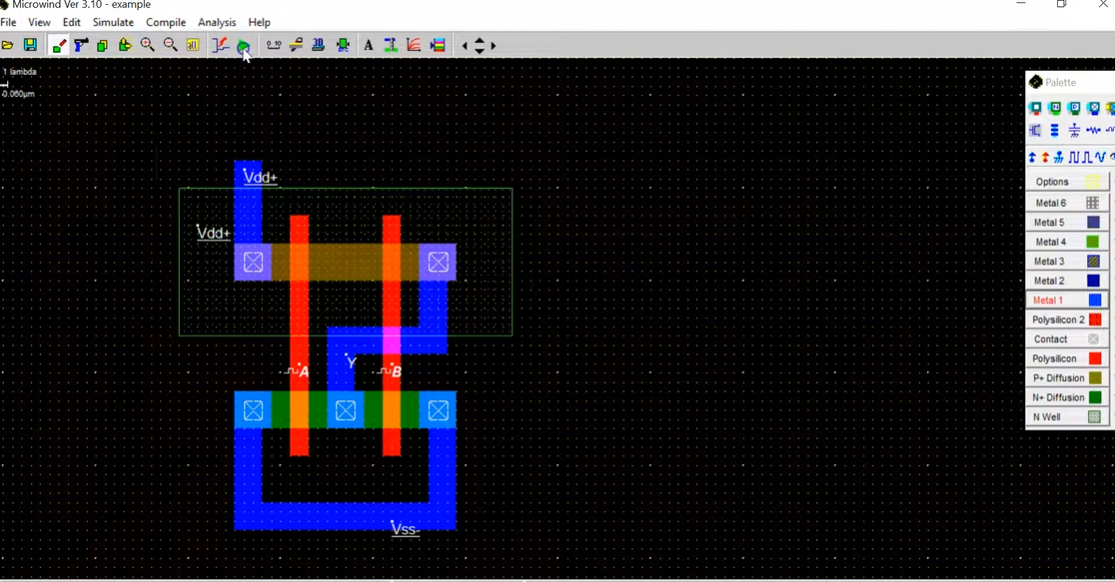 Microwind Ver 3.10 - example
File View Edit Simulate Compile Analysis Help
1 lambda
0.060µm
Palette
Vdd+
Vdd+
Y
A
B
Vss-
Options
Metal 6
Metal 5
Metal 4
Metal 3
Metal 2
Metal 1
Polysilicon 2
Contact
Polysilicon
P+ Diffusion
N+ Diffusion
N Well